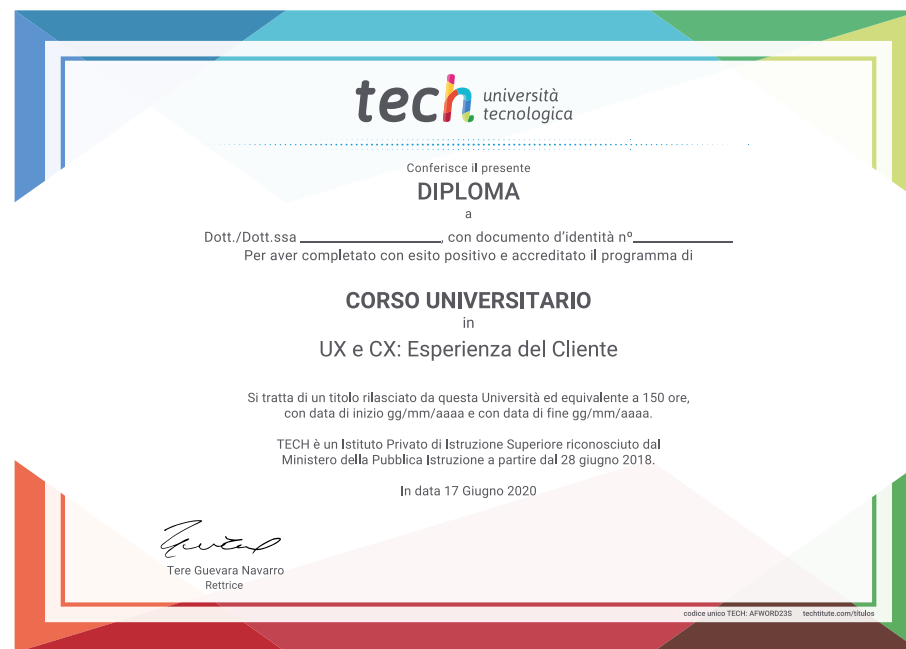 tech università
tecnologica
Conferisce il presente
DIPLOMA
a
Dott./Dott.ssa ____________________, con documento d'identità nº______________
Per aver completato con esito positivo e accreditato il programma di
CORSO UNIVERSITARIO
in
UX e CX: Esperienza del Cliente
Si tratta di un titolo rilasciato da questa Università ed equivalente a 150 ore,
con data di inizio gg/mm/aaaa e con data di fine gg/mm/aaaa.
TECH è un Istituto Privato di Istruzione Superiore riconosciuto dal
Ministero della Pubblica Istruzione a partire dal 28 giugno 2018.
In data 17 Giugno 2020
Tere Guevara Navarro
Rettrice
codice unico TECH: AFWORD23S techtitute.com/titulos